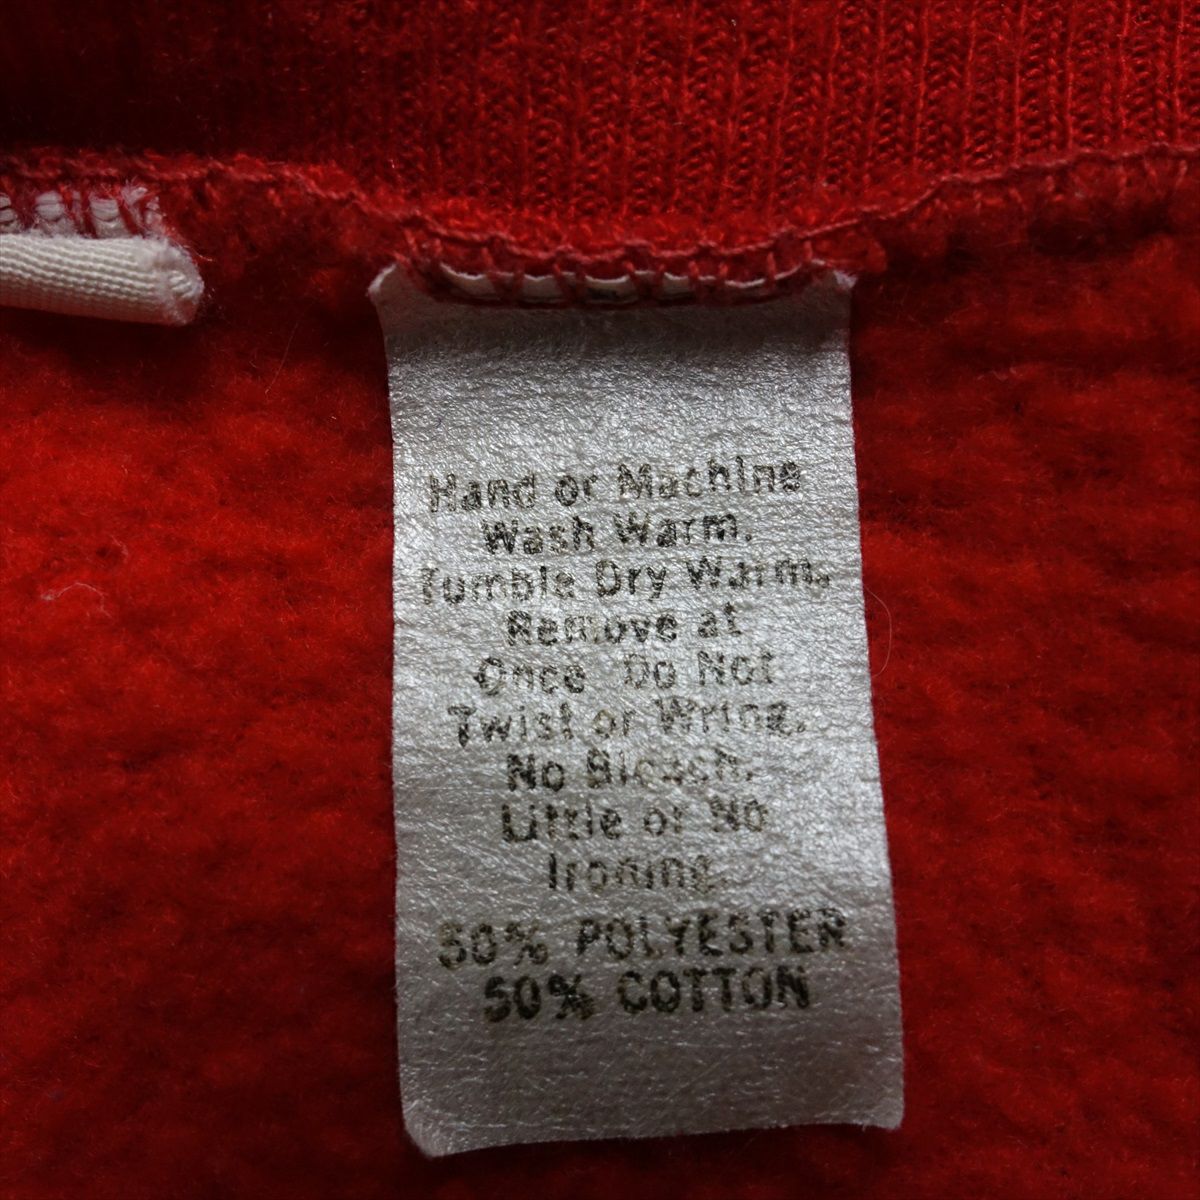 Hand or Machine
Wash Warm.
Tumble Dry Warm.
Remove at
Once Do Not
Twist or Wring.
No Bleach.
Little or No
Ironing.
50% POLYESTER
50% COTTON